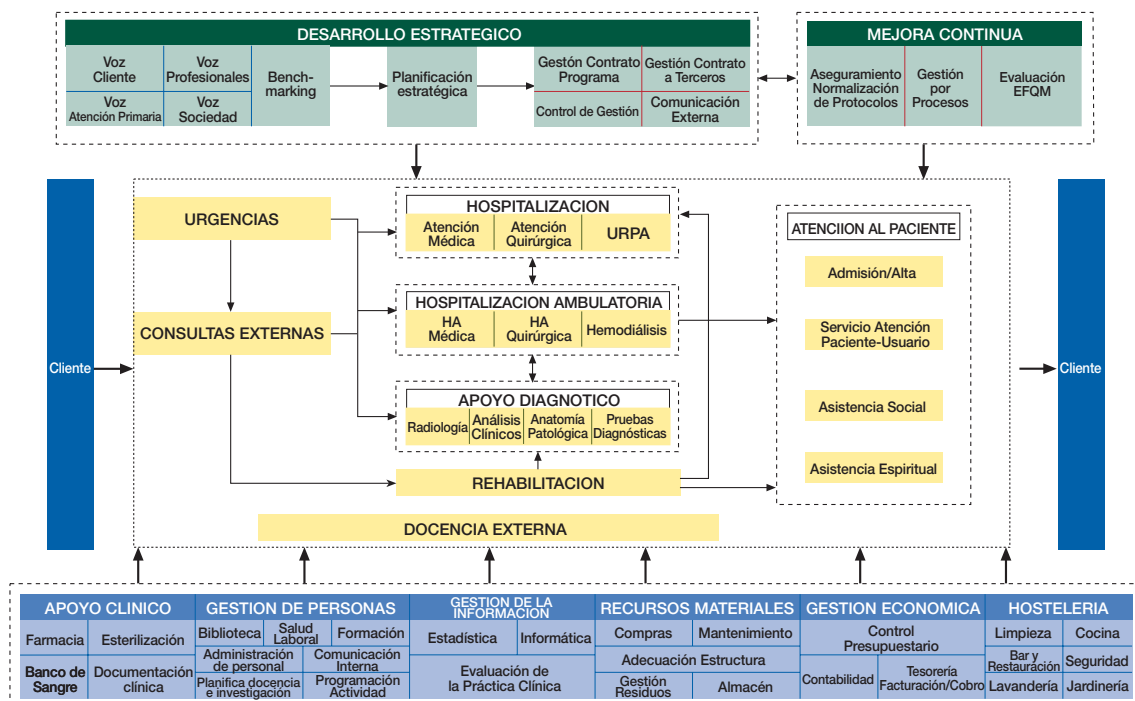 DESARROLLO ESTRATEGICO
Voz
Cliente
Voz
Profesionales
Voz
Atención Primaria
Voz
Sociedad
Bench-
marking
Planificación
estratégica
Gestión Contrato
Programa
Gestión Contrato
a Terceros
Control de Gestión
Comunicación
Externa
MEJORA CONTINUA
Aseguramiento
Normalización
de Protocolos
Gestión
por
Procesos
Evaluación
EFQM
Cliente
URGENCIAS
CONSULTAS EXTERNAS
HOSPITALIZACION
Atención
Médica
Atención
Quirúrgica
URPA
HOSPITALIZACION AMBULATORIA
HA
Médica
HA
Quirúrgica
Hemodiálisis
APOYO DIAGNOTICO
Radiología
Análisis
Clínicos
Anatomía
Patológica
Pruebas
Diagnósticas
REHABILITACION
DOCENCIA EXTERNA
ATENCIION AL PACIENTE
Admisión/Alta
Servicio Atención
Paciente-Usuario
Asistencia Social
Asistencia Espiritual
Cliente
APOYO CLINICO
Farmacia
Esterilización
Banco de
Sangre
Documentación
clínica
GESTION DE PERSONAS
Biblioteca
Salud
Laboral
Formación
Administración
de personal
Comunicación
Interna
Planifica docencia
e investigación
Programación
Actividad
GESTION DE LA
INFORMACION
Estadística
Informática
Evaluación de
la Práctica Clínica
RECURSOS MATERIALES
Compras
Mantenimiento
Adecuación Estructura
Gestión
Residuos
Almacén
GESTION ECONOMICA
Control
Presupuestario
Contabilidad
Tesorería
Facturación/Cobro
HOSTELERIA
Limpieza
Cocina
Bar y
Restauración
Seguridad
Lavandería
Jardinería